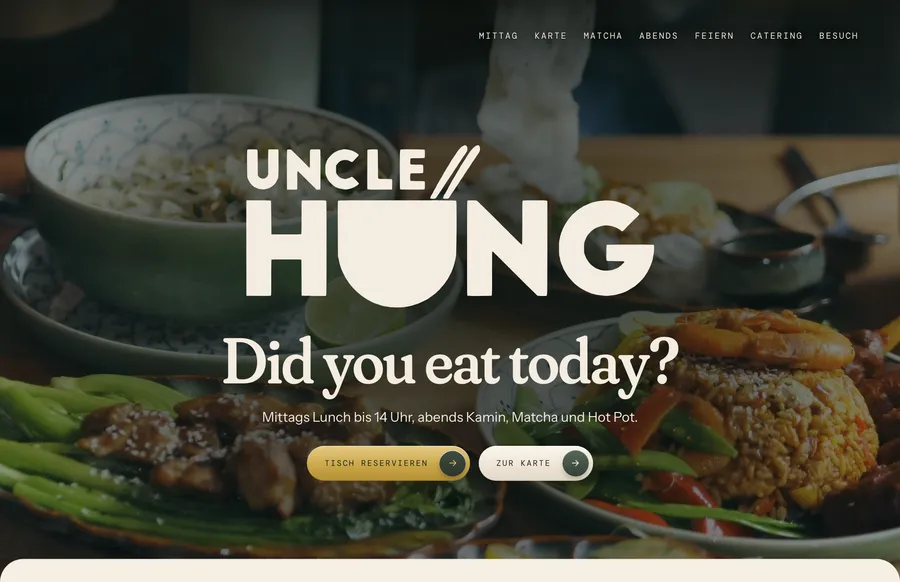 MITTAG KARTE MATCHA ABENDS FEIERN CATERING BESUCH
UNCLE
HUNG
Did you eat today?
Mittags Lunch bis 14 Uhr, abends Kamin, Matcha und Hot Pot.
TISCH RESERVIEREN → ZUR KARTE →